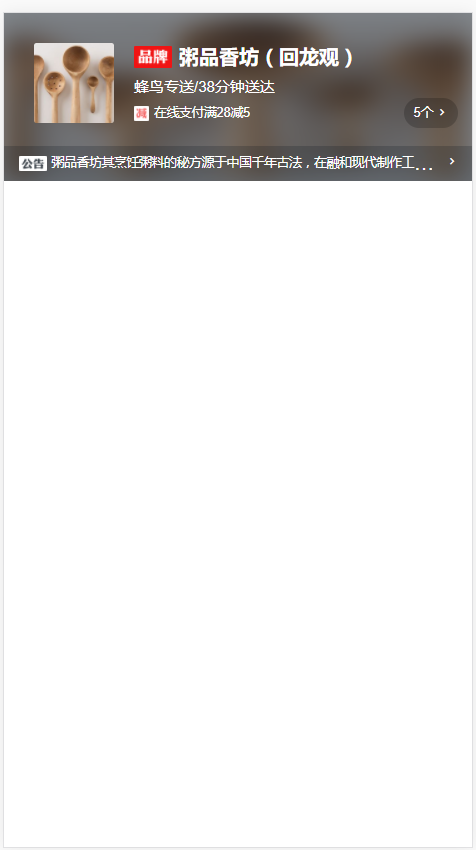 品牌 粥品香坊（回龙观）
蜂鸟专送/38分钟送达
减 在线支付满28减5
5个 >
公告 粥品香坊其烹饪粥料的秘方源于中国千年古法，在融和现代制作工... >